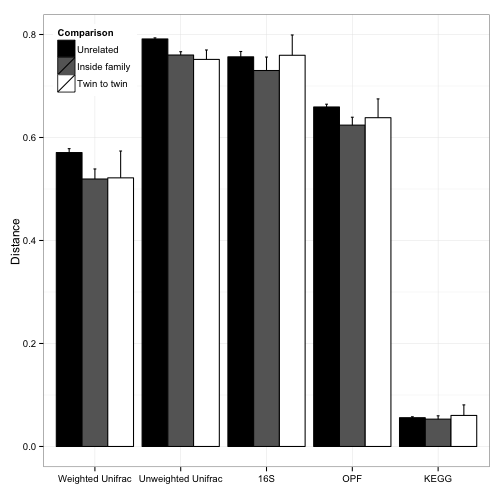 Comparison
Unrelated
Inside family
Twin to twin
Distance
0.8
0.6
0.4
0.2
0.0
Weighted Unifrac Unweighted Unifrac 16S OPF KEGG